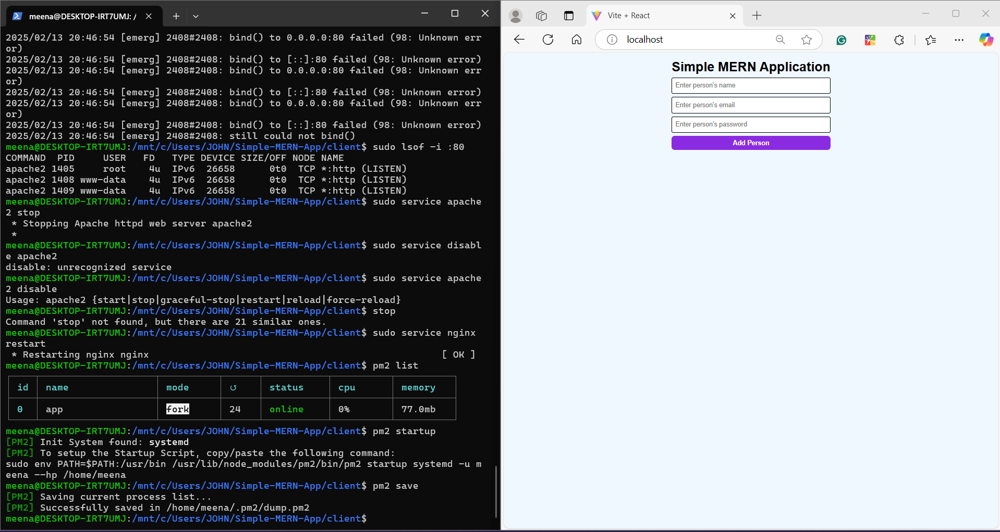 meena@DESKTOP-IRT7UMJ: /
2025/02/13 20:46:54 [emerg] 2408#2408: bind() to 0.0.0.0:80 failed (98: Unknown err
or)
2025/02/13 20:46:54 [emerg] 2408#2408: bind() to [::]:80 failed (98: Unknown error)
2025/02/13 20:46:54 [emerg] 2408#2408: bind() to 0.0.0.0:80 failed (98: Unknown err
or)
2025/02/13 20:46:54 [emerg] 2408#2408: bind() to [::]:80 failed (98: Unknown error)
2025/02/13 20:46:54 [emerg] 2408#2408: bind() to 0.0.0.0:80 failed (98: Unknown err
or)
2025/02/13 20:46:54 [emerg] 2408#2408: bind() to [::]:80 failed (98: Unknown error)
2025/02/13 20:46:54 [emerg] 2408#2408: still could not bind()
meena@DESKTOP-IRT7UMJ:/mnt/c/Users/JOHN/Simple-MERN-App/client$ sudo lsof -i :80
COMMAND  PID     USER   FD   TYPE DEVICE SIZE/OFF NODE NAME
apache2 1405     root    4u  IPv6  26658      0t0  TCP *:http (LISTEN)
apache2 1408 www-data    4u  IPv6  26658      0t0  TCP *:http (LISTEN)
apache2 1409 www-data    4u  IPv6  26658      0t0  TCP *:http (LISTEN)
meena@DESKTOP-IRT7UMJ:/mnt/c/Users/JOHN/Simple-MERN-App/client$ sudo service apache
2 stop
 * Stopping Apache httpd web server apache2
 *
meena@DESKTOP-IRT7UMJ:/mnt/c/Users/JOHN/Simple-MERN-App/client$ sudo service disabl
e apache2
disable: unrecognized service
meena@DESKTOP-IRT7UMJ:/mnt/c/Users/JOHN/Simple-MERN-App/client$ sudo service apache
2 disable
Usage: apache2 {start|stop|graceful-stop|restart|reload|force-reload}
meena@DESKTOP-IRT7UMJ:/mnt/c/Users/JOHN/Simple-MERN-App/client$ stop
Command 'stop' not found, but there are 21 similar ones.
meena@DESKTOP-IRT7UMJ:/mnt/c/Users/JOHN/Simple-MERN-App/client$ sudo service nginx
restart
 * Restarting nginx nginx [ OK ]
meena@DESKTOP-IRT7UMJ:/mnt/c/Users/JOHN/Simple-MERN-App/client$ pm2 list
id name mode ↺ status cpu memory
0 app fork 24 online 0% 77.0mb
meena@DESKTOP-IRT7UMJ:/mnt/c/Users/JOHN/Simple-MERN-App/client$ pm2 startup
[PM2] Init System found: systemd
[PM2] To setup the Startup Script, copy/paste the following command:
sudo env PATH=$PATH:/usr/bin /usr/lib/node_modules/pm2/bin/pm2 startup systemd -u m
eena --hp /home/meena
meena@DESKTOP-IRT7UMJ:/mnt/c/Users/JOHN/Simple-MERN-App/client$ pm2 save
[PM2] Saving current process list...
[PM2] Successfully saved in /home/meena/.pm2/dump.pm2
meena@DESKTOP-IRT7UMJ:/mnt/c/Users/JOHN/Simple-MERN-App/client$
Vite + React
localhost
Simple MERN Application
Enter person's name
Enter person's email
Enter person's password
Add Person